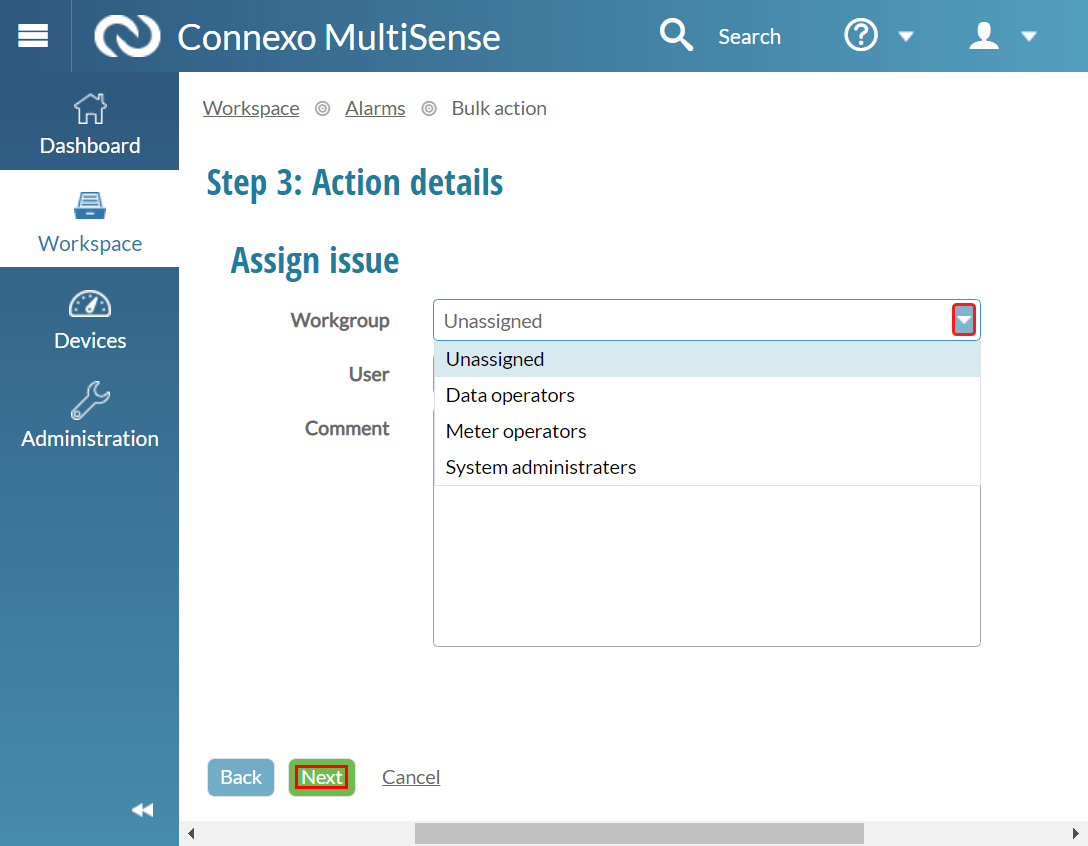 Connexo MultiSense
Search
Dashboard
Workspace
Devices
Administration
Workspace Alarms Bulk action
Step 3: Action details
Assign issue
Workgroup Unassigned
Unassigned
User
Data operators
Comment
Meter operators
System administraters
Back Next Cancel